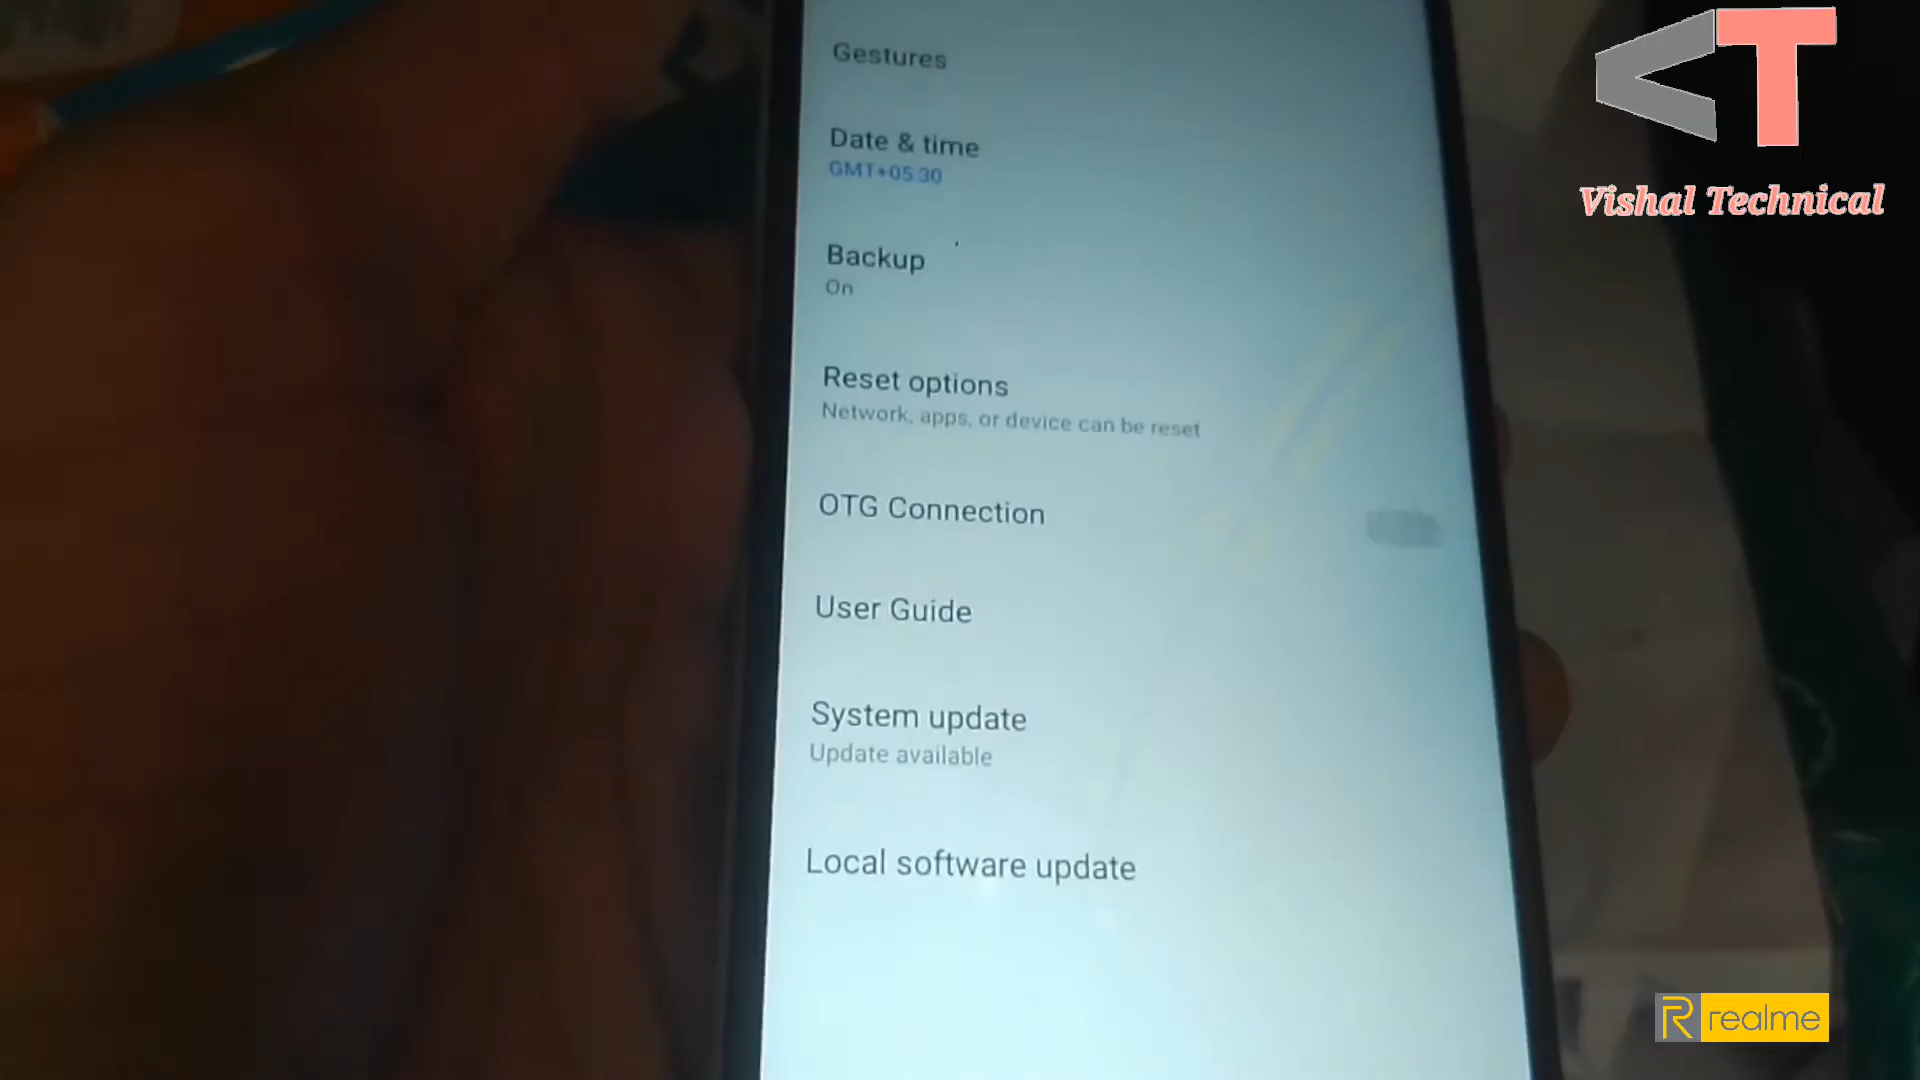 Gestures
Date & time
GMT+05:30
Backup
On
Reset options
Network, apps, or device can be reset
OTG Connection
User Guide
System update
Update available
Local software update
VT
Vishal Technical
R realme